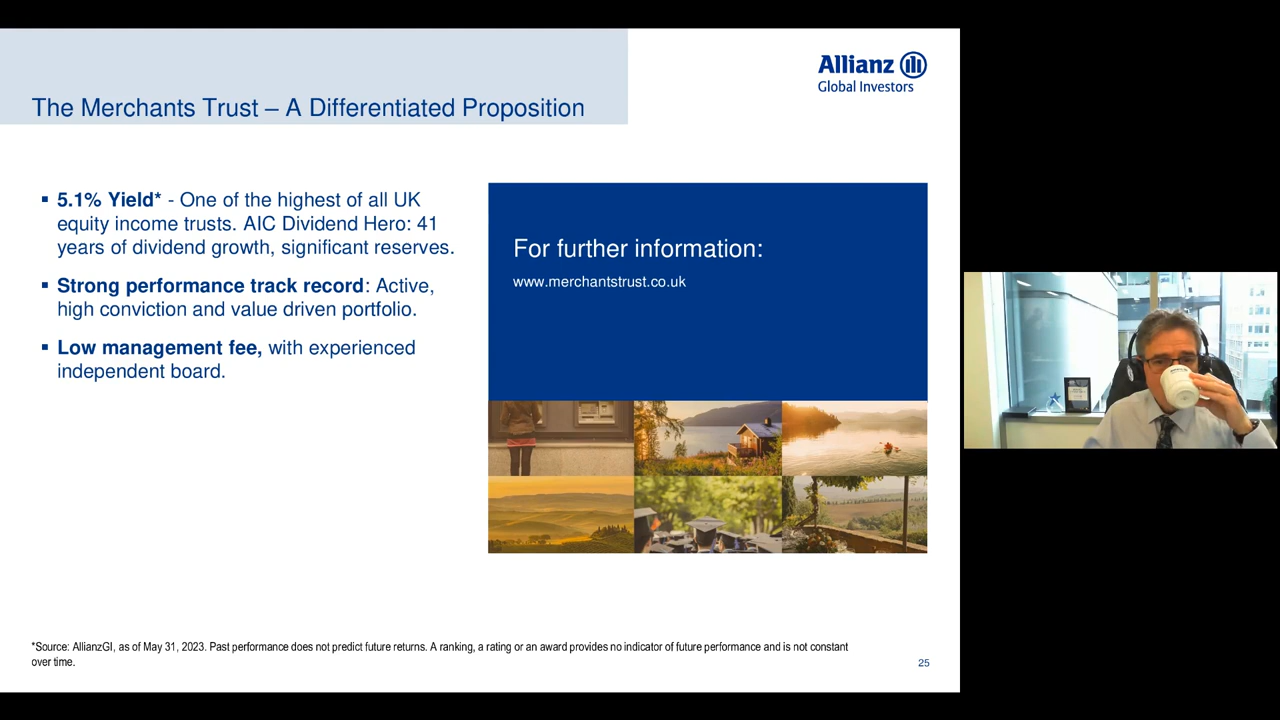 Allianz
Global Investors
The Merchants Trust – A Differentiated Proposition
▪ 5.1% Yield* - One of the highest of all UK
equity income trusts. AIC Dividend Hero: 41
years of dividend growth, significant reserves.
▪ Strong performance track record: Active,
high conviction and value driven portfolio.
▪ Low management fee, with experienced
independent board.
For further information:
www.merchantstrust.co.uk
*Source: AllianzGI, as of May 31, 2023. Past performance does not predict future returns. A ranking, a rating or an award provides no indicator of future performance and is not constant
over time.
25